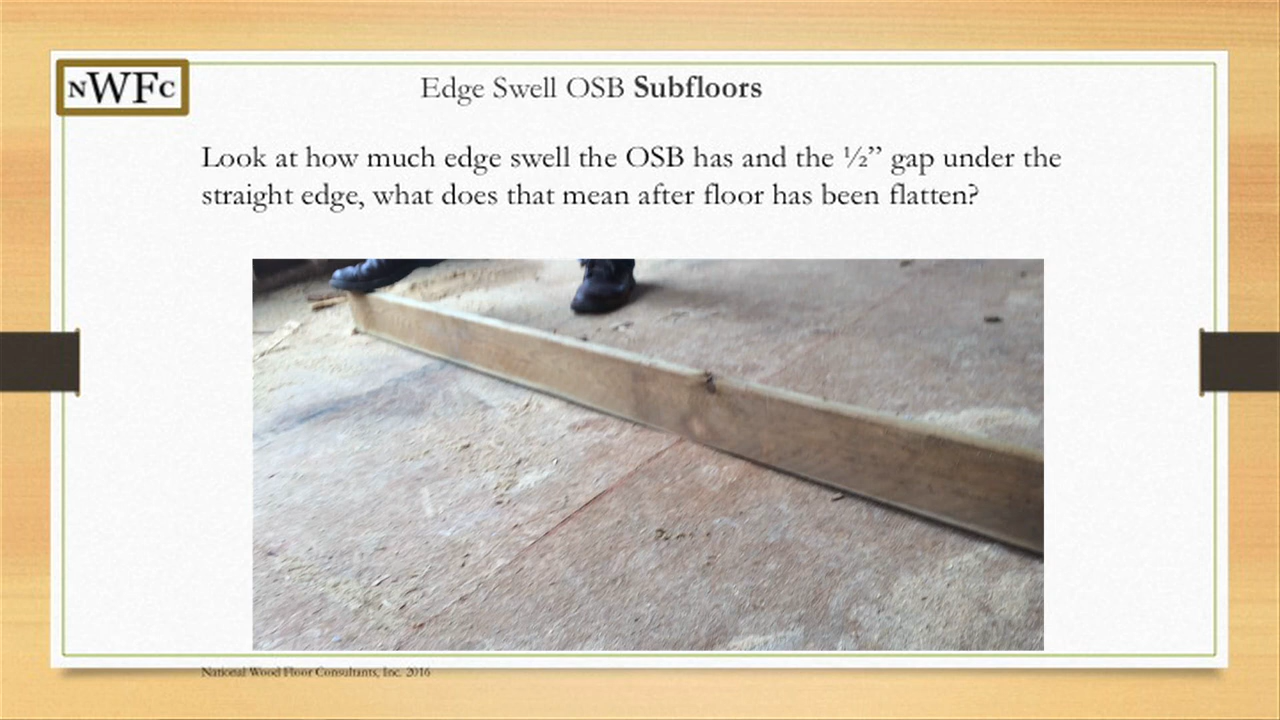 NWFC
Edge Swell OSB Subfloors
Look at how much edge swell the OSB has and the ½” gap under the
straight edge, what does that mean after floor has been flatten?
National Wood Floor Consultants, Inc. 2016